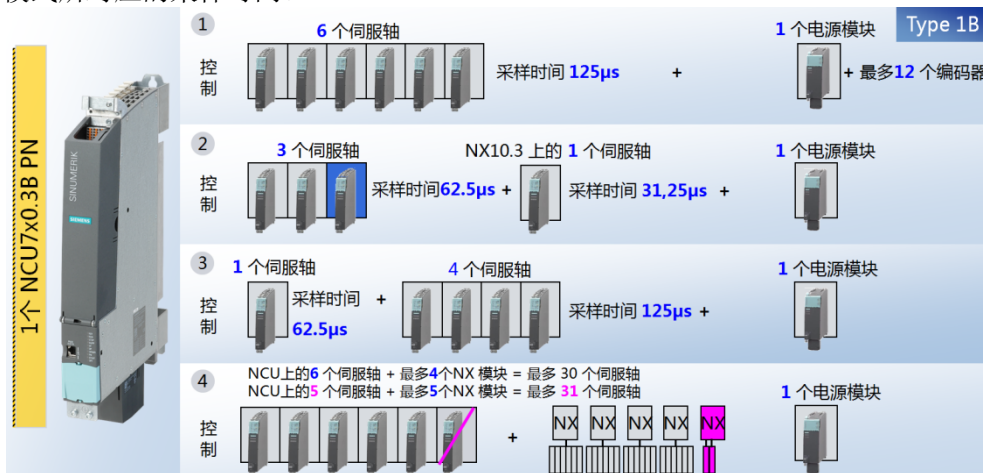 1个 NCU7x0.3B PN
SINUMERIK
SIEMENS
Type 1B
1
6 个伺服轴
1 个电源模块
控制
采样时间 125μs
+
+ 最多12 个编码器
2
3 个伺服轴
NX10.3 上的 1 个伺服轴
1 个电源模块
控制
采样时间62.5μs +
采样时间 31,25μs +
3
1 个伺服轴
4 个伺服轴
1 个电源模块
控制
采样时间
62.5μs
+
采样时间 125μs +
4
NCU上的6 个伺服轴 + 最多4个NX 模块 = 最多 30 个伺服轴
NCU上的5 个伺服轴 + 最多5个NX 模块 = 最多 31 个伺服轴
1 个电源模块
控制
+
NX NX NX NX NX
+